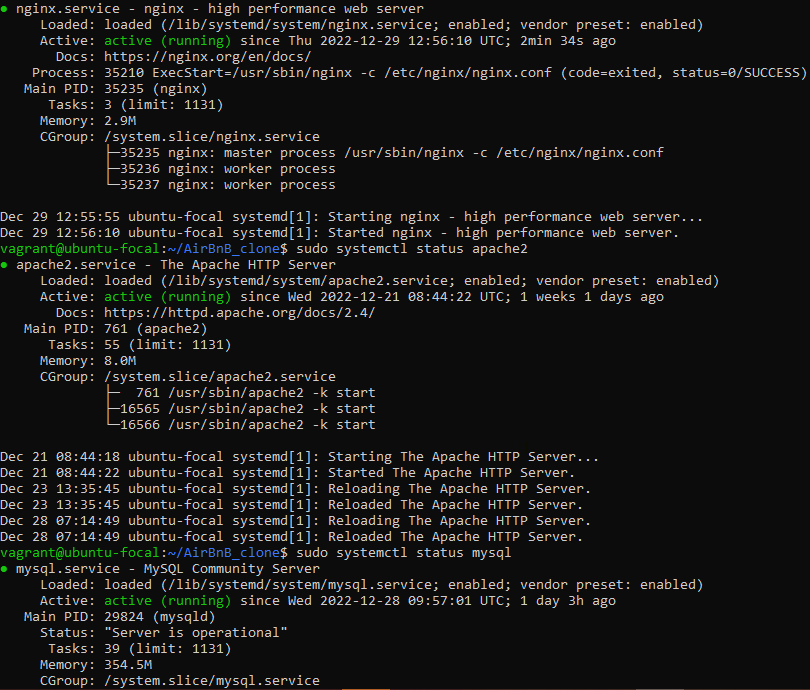 ● nginx.service - nginx - high performance web server
     Loaded: loaded (/lib/systemd/system/nginx.service; enabled; vendor preset: enabled)
     Active: active (running) since Thu 2022-12-29 12:56:10 UTC; 2min 34s ago
       Docs: https://nginx.org/en/docs/
    Process: 35210 ExecStart=/usr/sbin/nginx -c /etc/nginx/nginx.conf (code=exited, status=0/SUCCESS)
   Main PID: 35235 (nginx)
      Tasks: 3 (limit: 1131)
     Memory: 2.9M
     CGroup: /system.slice/nginx.service
             ├─35235 nginx: master process /usr/sbin/nginx -c /etc/nginx/nginx.conf
             ├─35236 nginx: worker process
             └─35237 nginx: worker process

Dec 29 12:55:55 ubuntu-focal systemd[1]: Starting nginx - high performance web server...
Dec 29 12:56:10 ubuntu-focal systemd[1]: Started nginx - high performance web server.
vagrant@ubuntu-focal:~/AirBnB_clone$ sudo systemctl status apache2
● apache2.service - The Apache HTTP Server
     Loaded: loaded (/lib/systemd/system/apache2.service; enabled; vendor preset: enabled)
     Active: active (running) since Wed 2022-12-21 08:44:22 UTC; 1 weeks 1 days ago
       Docs: https://httpd.apache.org/docs/2.4/
   Main PID: 761 (apache2)
      Tasks: 55 (limit: 1131)
     Memory: 8.0M
     CGroup: /system.slice/apache2.service
             ├─  761 /usr/sbin/apache2 -k start
             ├─16565 /usr/sbin/apache2 -k start
             └─16566 /usr/sbin/apache2 -k start

Dec 21 08:44:18 ubuntu-focal systemd[1]: Starting The Apache HTTP Server...
Dec 21 08:44:22 ubuntu-focal systemd[1]: Started The Apache HTTP Server.
Dec 23 13:35:45 ubuntu-focal systemd[1]: Reloading The Apache HTTP Server.
Dec 23 13:35:45 ubuntu-focal systemd[1]: Reloaded The Apache HTTP Server.
Dec 28 07:14:49 ubuntu-focal systemd[1]: Reloading The Apache HTTP Server.
Dec 28 07:14:49 ubuntu-focal systemd[1]: Reloaded The Apache HTTP Server.
vagrant@ubuntu-focal:~/AirBnB_clone$ sudo systemctl status mysql
● mysql.service - MySQL Community Server
     Loaded: loaded (/lib/systemd/system/mysql.service; enabled; vendor preset: enabled)
     Active: active (running) since Wed 2022-12-28 09:57:01 UTC; 1 day 3h ago
   Main PID: 29824 (mysqld)
     Status: "Server is operational"
      Tasks: 39 (limit: 1131)
     Memory: 354.5M
     CGroup: /system.slice/mysql.service